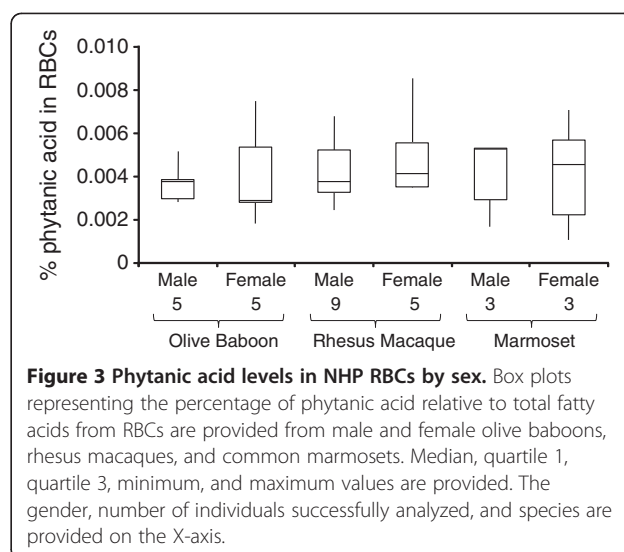 0.010
0.008
0.006
0.004
0.002
0
% phytanic acid in RBCs
Male Female Male Female Male Female
5 5 9 5 3 3
Olive Baboon Rhesus Macaque Marmoset
Figure 3 Phytanic acid levels in NHP RBCs by sex. Box plots
representing the percentage of phytanic acid relative to total fatty
acids from RBCs are provided from male and female olive baboons,
rhesus macaques, and common marmosets. Median, quartile 1,
quartile 3, minimum, and maximum values are provided. The
gender, number of individuals successfully analyzed, and species are
provided on the X-axis.